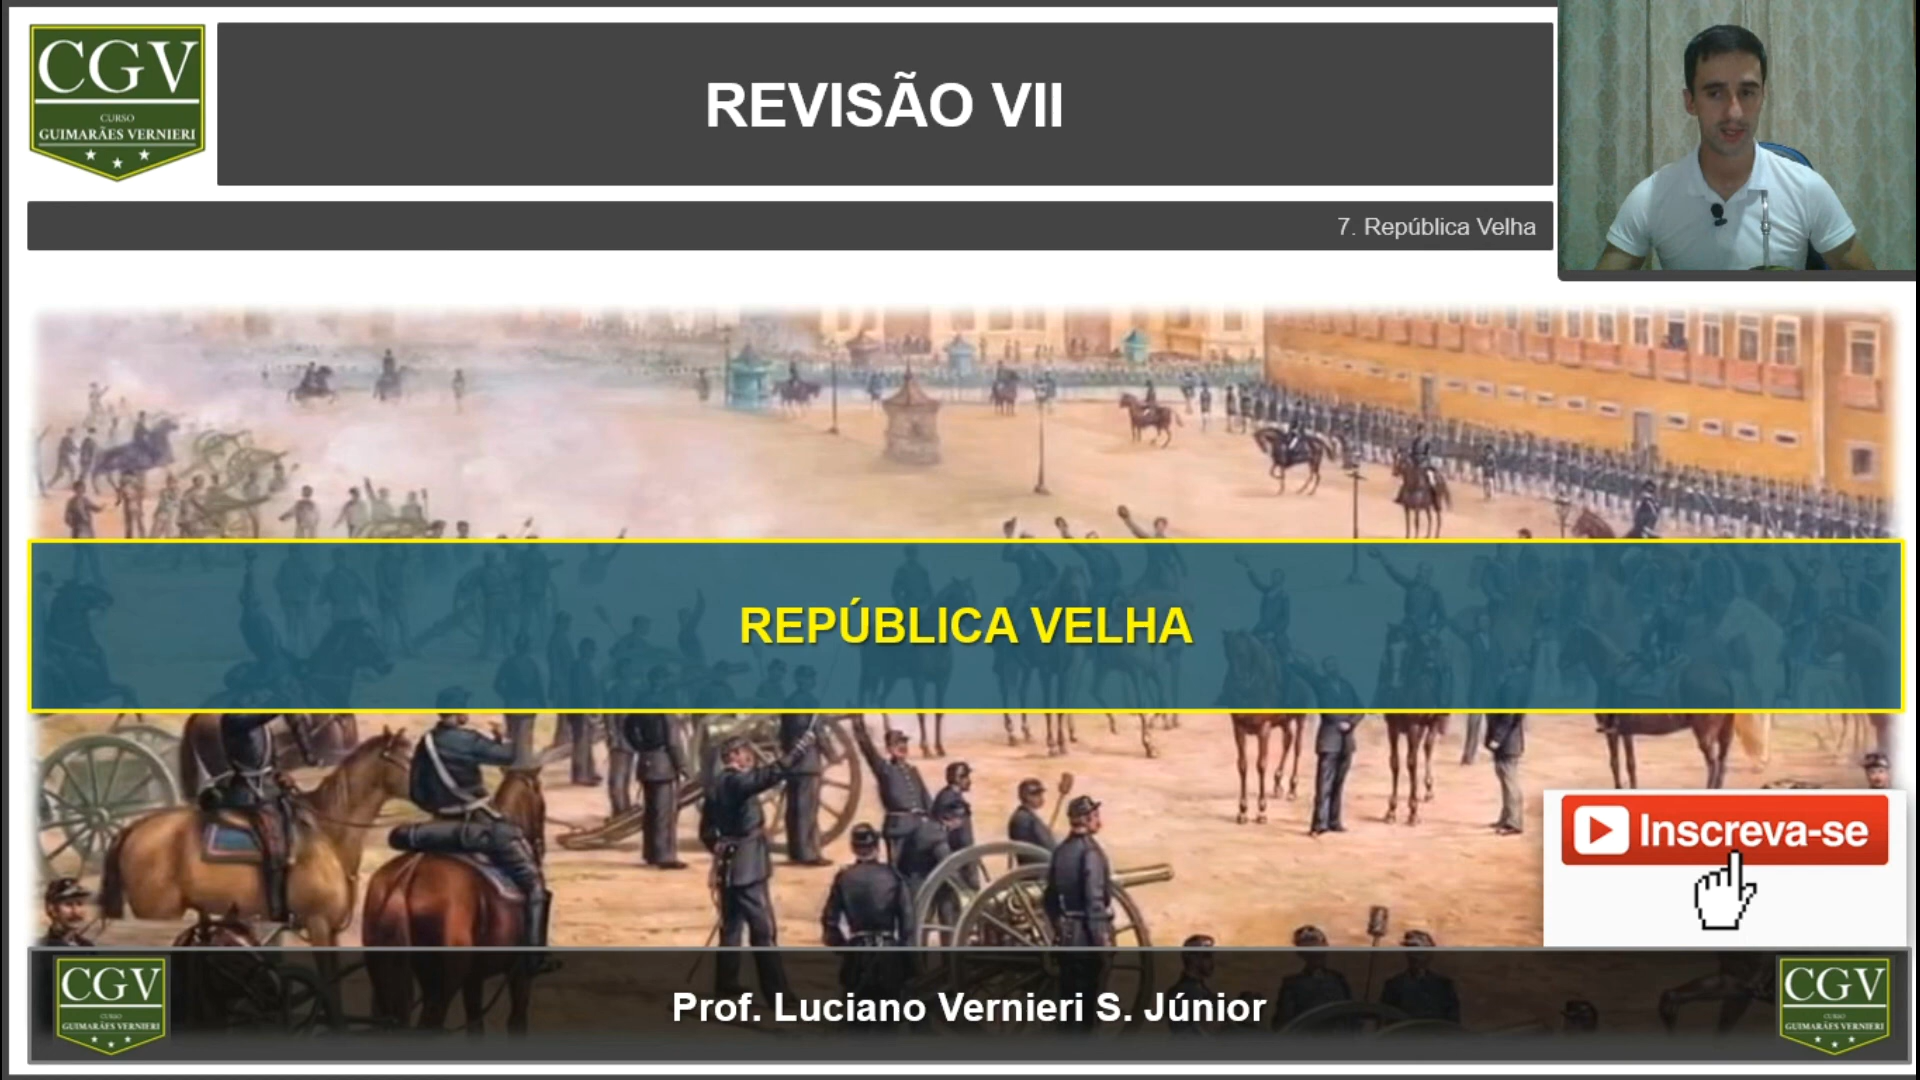 CGV
CURSO
GUIMARÃES VERNIERI
REVISÃO VII
7. República Velha
REPÚBLICA VELHA
Inscreva-se
CGV
CURSO
GUIMARÃES VERNIERI
Prof. Luciano Vernieri S. Júnior
CGV
CURSO
GUIMARÃES VERNIERI